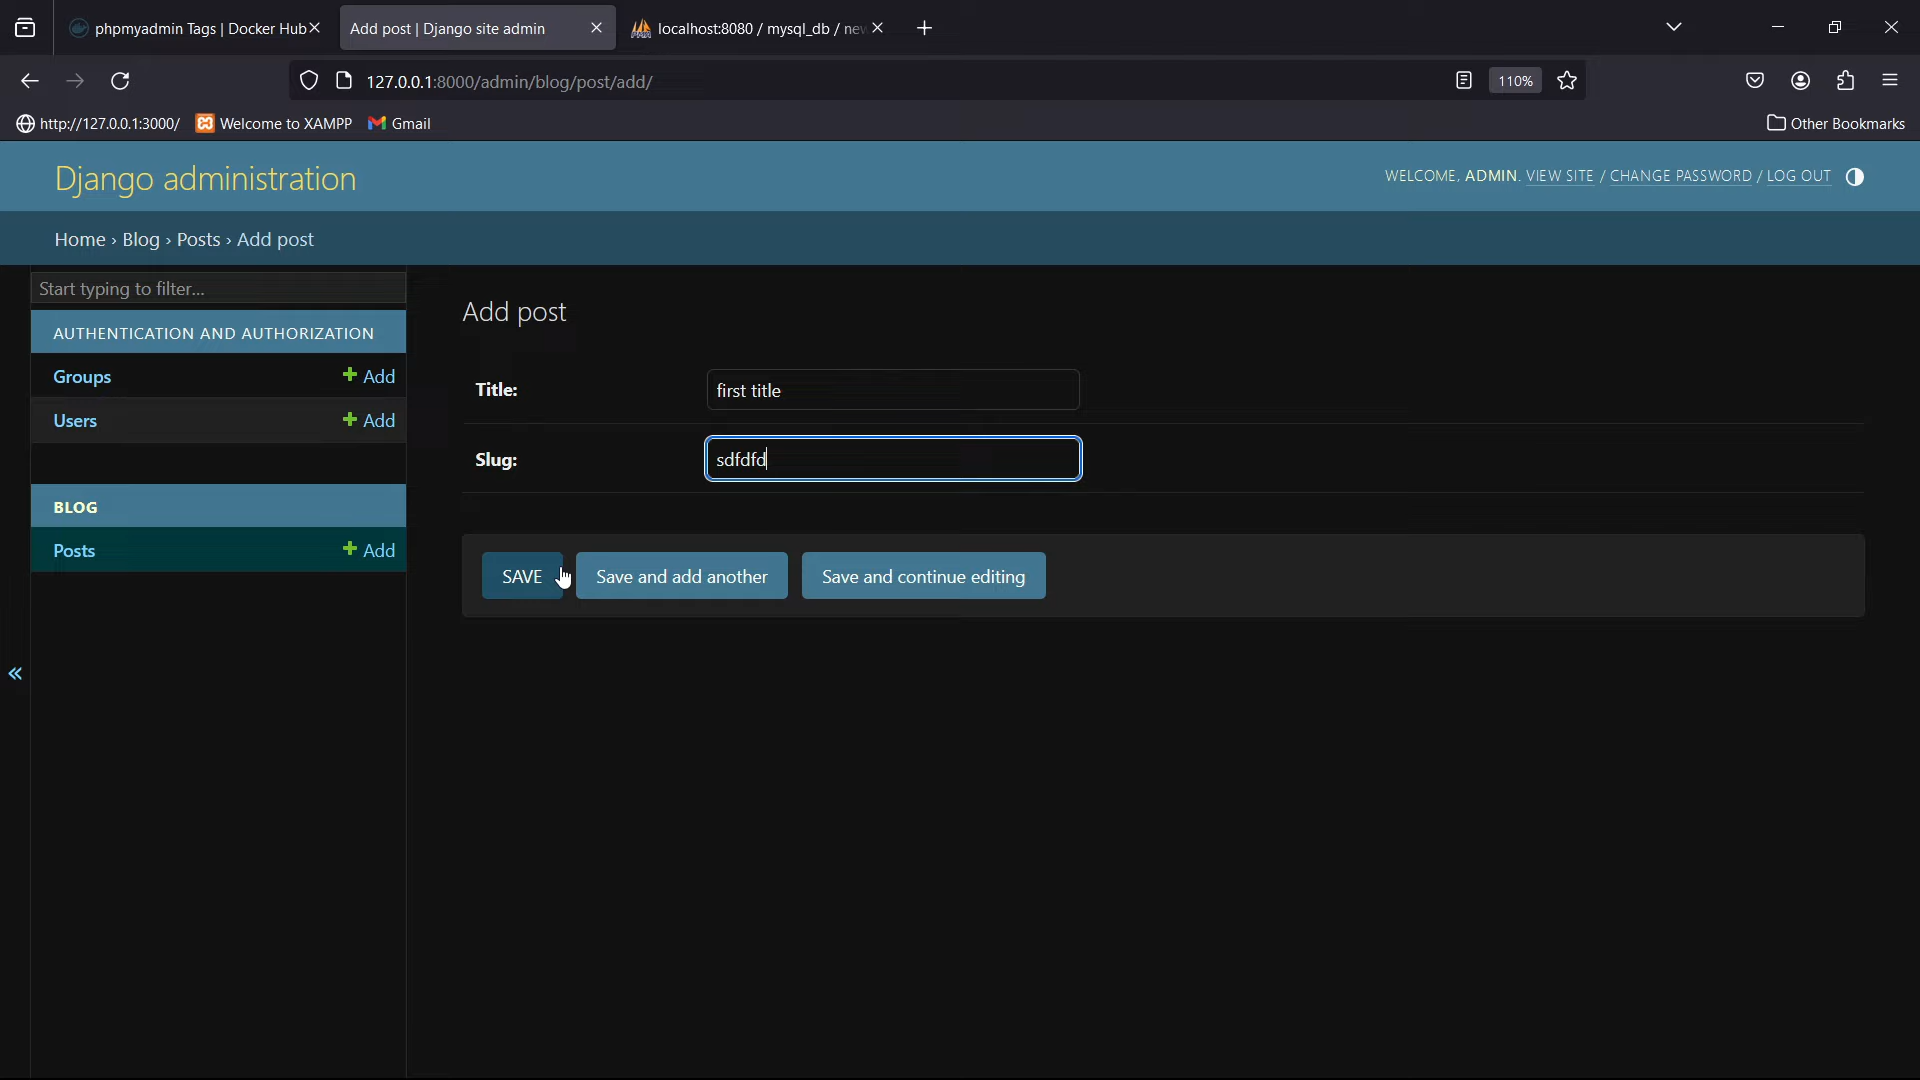 phpmyadmin Tags | Docker Hub
Add post | Django site admin
localhost:8080 / mysql_db / new
127.0.0.1:8000/admin/blog/post/add/
110%
http://127.0.0.1:3000/
Welcome to XAMPP
Gmail
Other Bookmarks
Django administration
WELCOME, ADMIN. VIEW SITE / CHANGE PASSWORD / LOG OUT
Home › Blog › Posts › Add post
Start typing to filter...
AUTHENTICATION AND AUTHORIZATION
Groups + Add
Users + Add
BLOG
Posts + Add
Add post
Title: first title
Slug: sdfdfd
SAVE
Save and add another
Save and continue editing
«